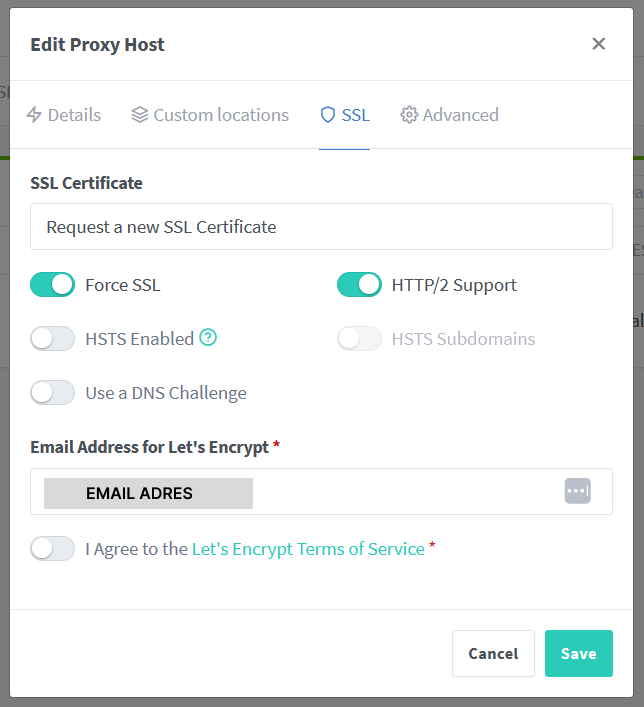 Edit Proxy Host
Details Custom locations SSL Advanced
SSL Certificate
Request a new SSL Certificate
Force SSL HTTP/2 Support
HSTS Enabled ? HSTS Subdomains
Use a DNS Challenge
Email Address for Let's Encrypt *
EMAIL ADRES
I Agree to the Let's Encrypt Terms of Service *
Cancel Save